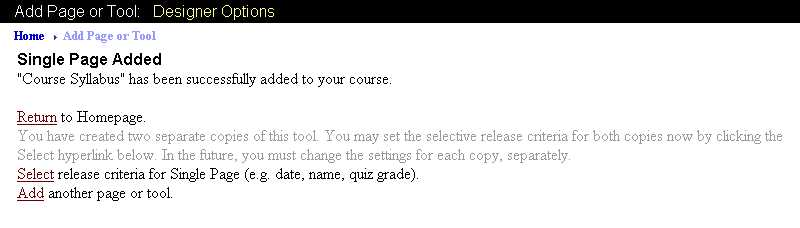 Add Page or Tool: Designer Options
Home › Add Page or Tool
Single Page Added
"Course Syllabus" has been successfully added to your course.
Return to Homepage.
You have created two separate copies of this tool. You may set the selective release criteria for both copies now by clicking the
Select hyperlink below. In the future, you must change the settings for each copy, separately.
Select release criteria for Single Page (e.g. date, name, quiz grade).
Add another page or tool.